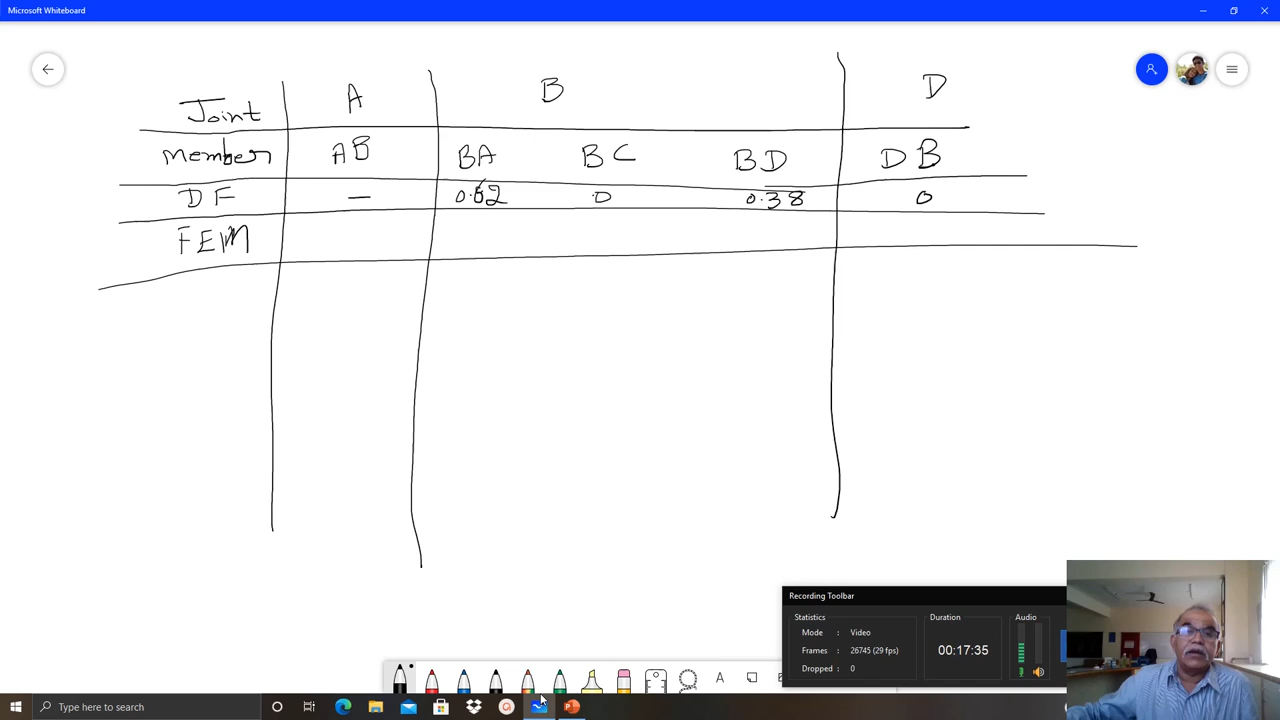 Microsoft Whiteboard
Joint A B D
member AB BA BC BD DB
DF — 0.62 0 0.38 0
FEM
Recording Toolbar
Statistics Duration Audio
Mode : Video
Frames : 26745 (29 fps)
Dropped : 0
00:17:35
Type here to search